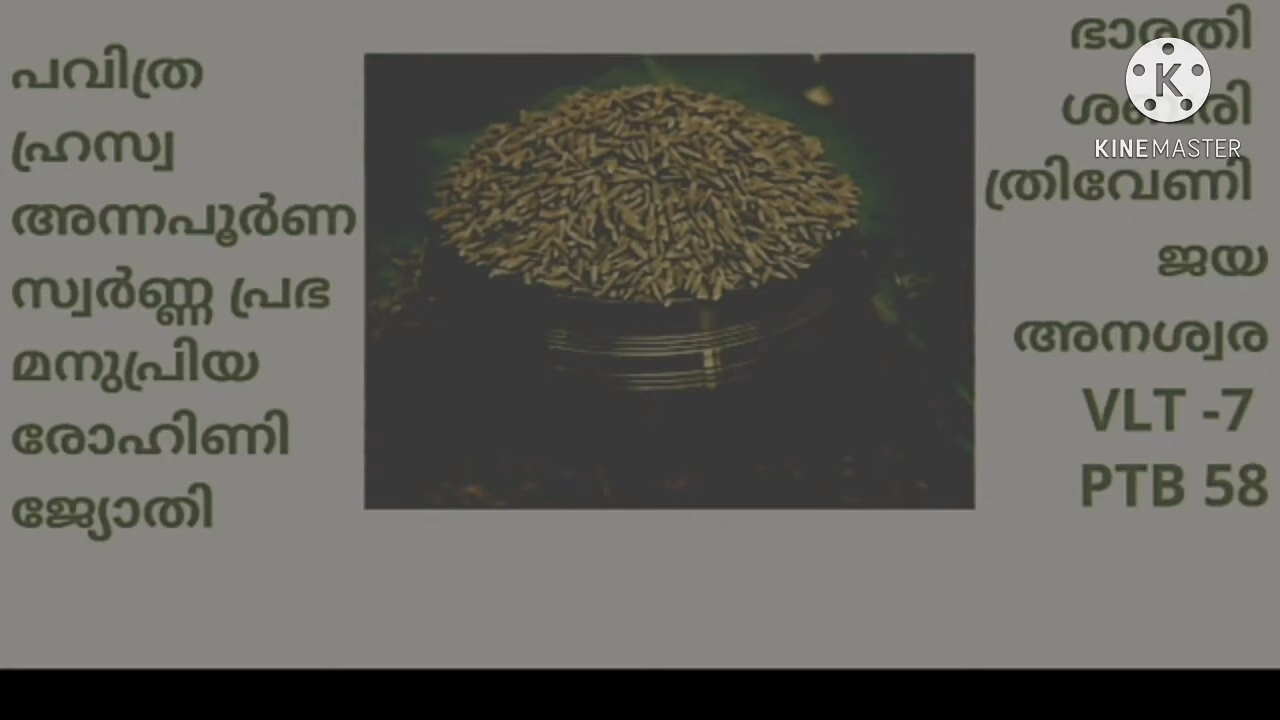 പവിത്ര
ഹ്രസ്വ
അന്നപൂർണ
സ്വർണ്ണ പ്രഭ
മനുപ്രിയ
രോഹിണി
ജ്യോതി
ഭാരതി
ത്രിവേണി
ജയ
അനശ്വര
VLT -7
PTB 58
KINEMASTER